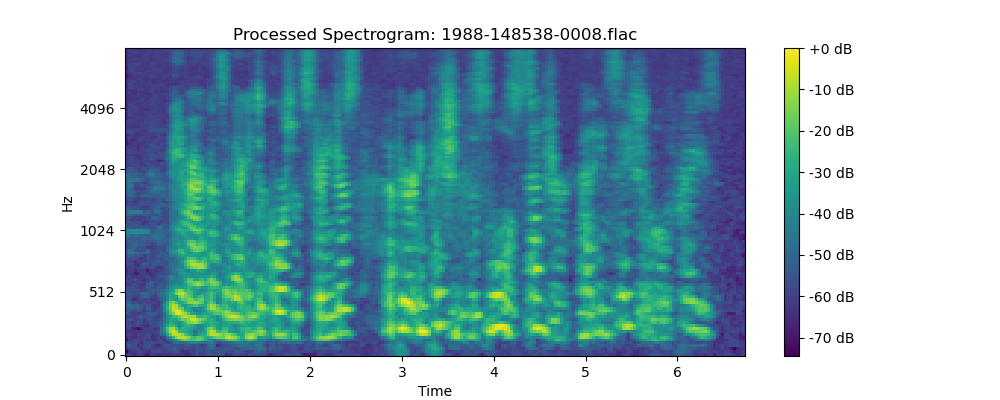 Processed Spectrogram: 1988-148538-0008.flac
Hz
4096
2048
1024
512
0
0 1 2 3 4 5 6
Time
+0 dB
-10 dB
-20 dB
-30 dB
-40 dB
-50 dB
-60 dB
-70 dB